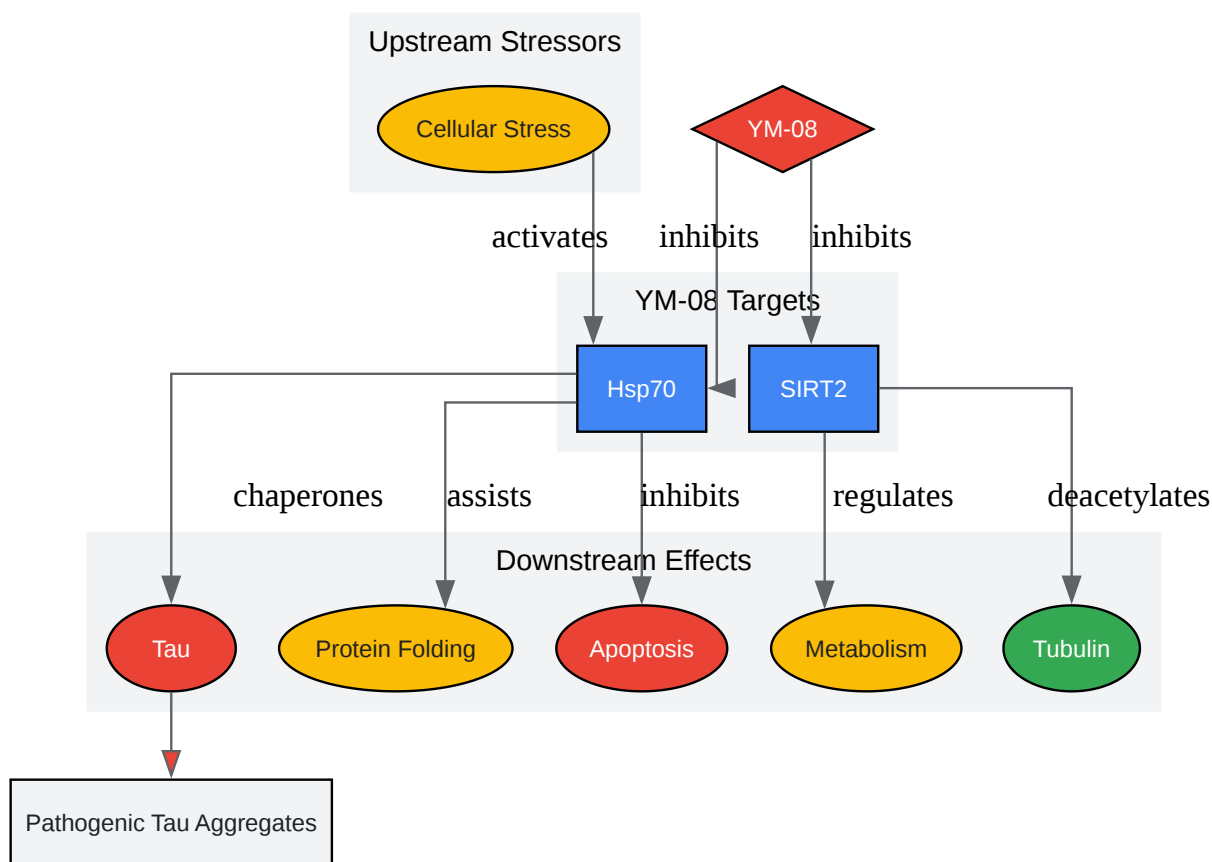 Upstream Stressors
Cellular Stress
YM-08
activates
inhibits
inhibits
YM-08 Targets
Hsp70
SIRT2
chaperones
assists
inhibits
regulates
deacetylates
Downstream Effects
Tau
Protein Folding
Apoptosis
Metabolism
Tubulin
Pathogenic Tau Aggregates